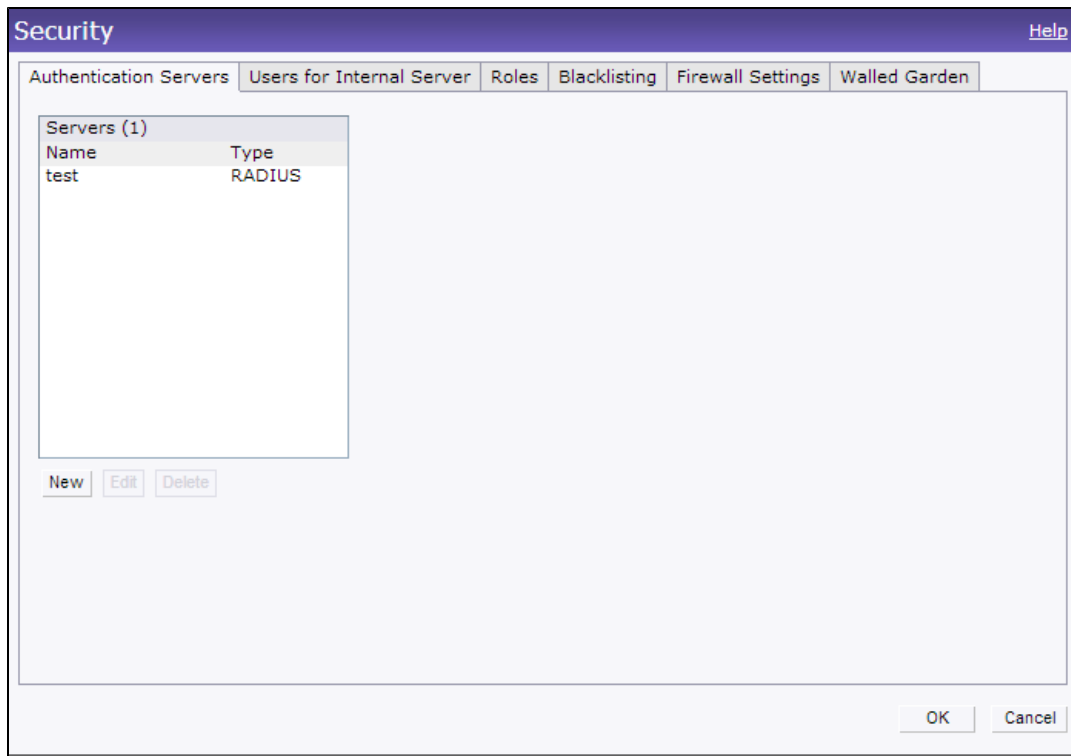 Security Help
Authentication Servers Users for Internal Server Roles Blacklisting Firewall Settings Walled Garden
Servers (1)
Name Type
test RADIUS
New Edit Delete
OK Cancel